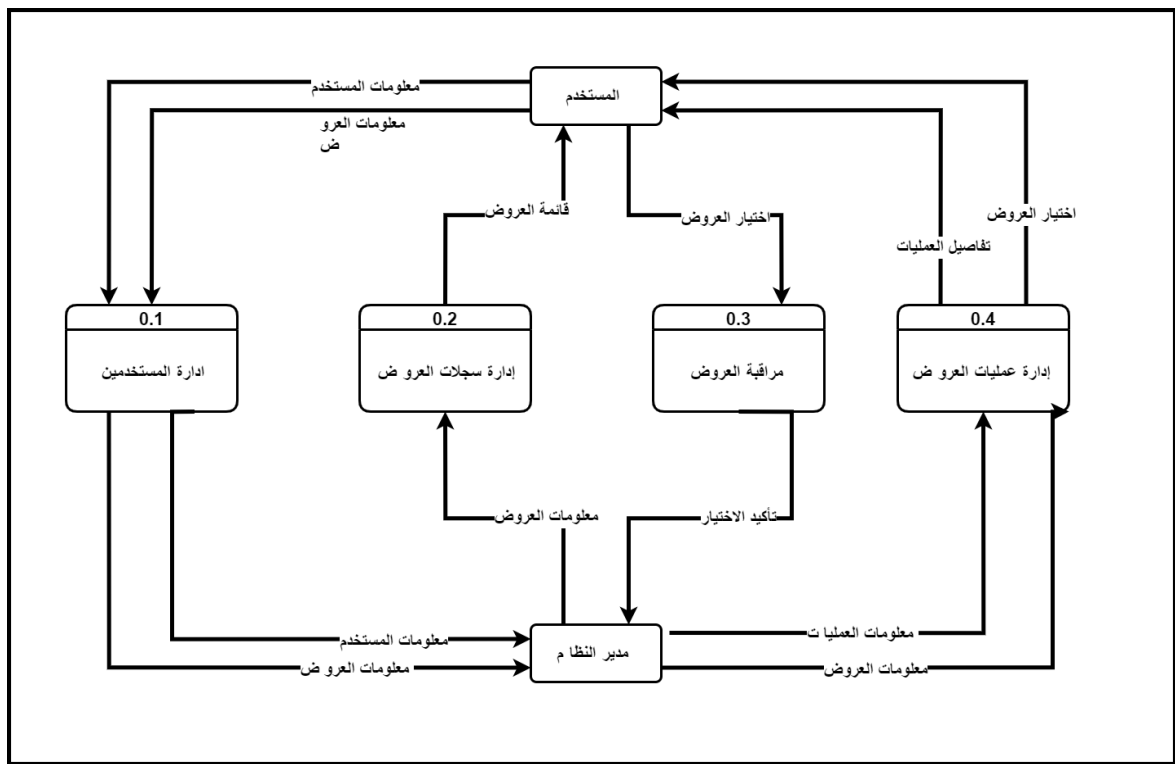 المستخدم
معلومات المستخدم
معلومات العرو
ض
قائمة العروض
اختيار العروض
اختيار العروض
تفاصيل العمليات
0.1
ادارة المستخدمين
0.2
إدارة سجلات العرو ض
0.3
مراقبة العروض
0.4
إدارة عمليات العرو ض
معلومات العروض
تأكيد الاختيار
معلومات المستخدم
معلومات العرو ض
مدير النظا م
معلومات العمليا ت
معلومات العروض